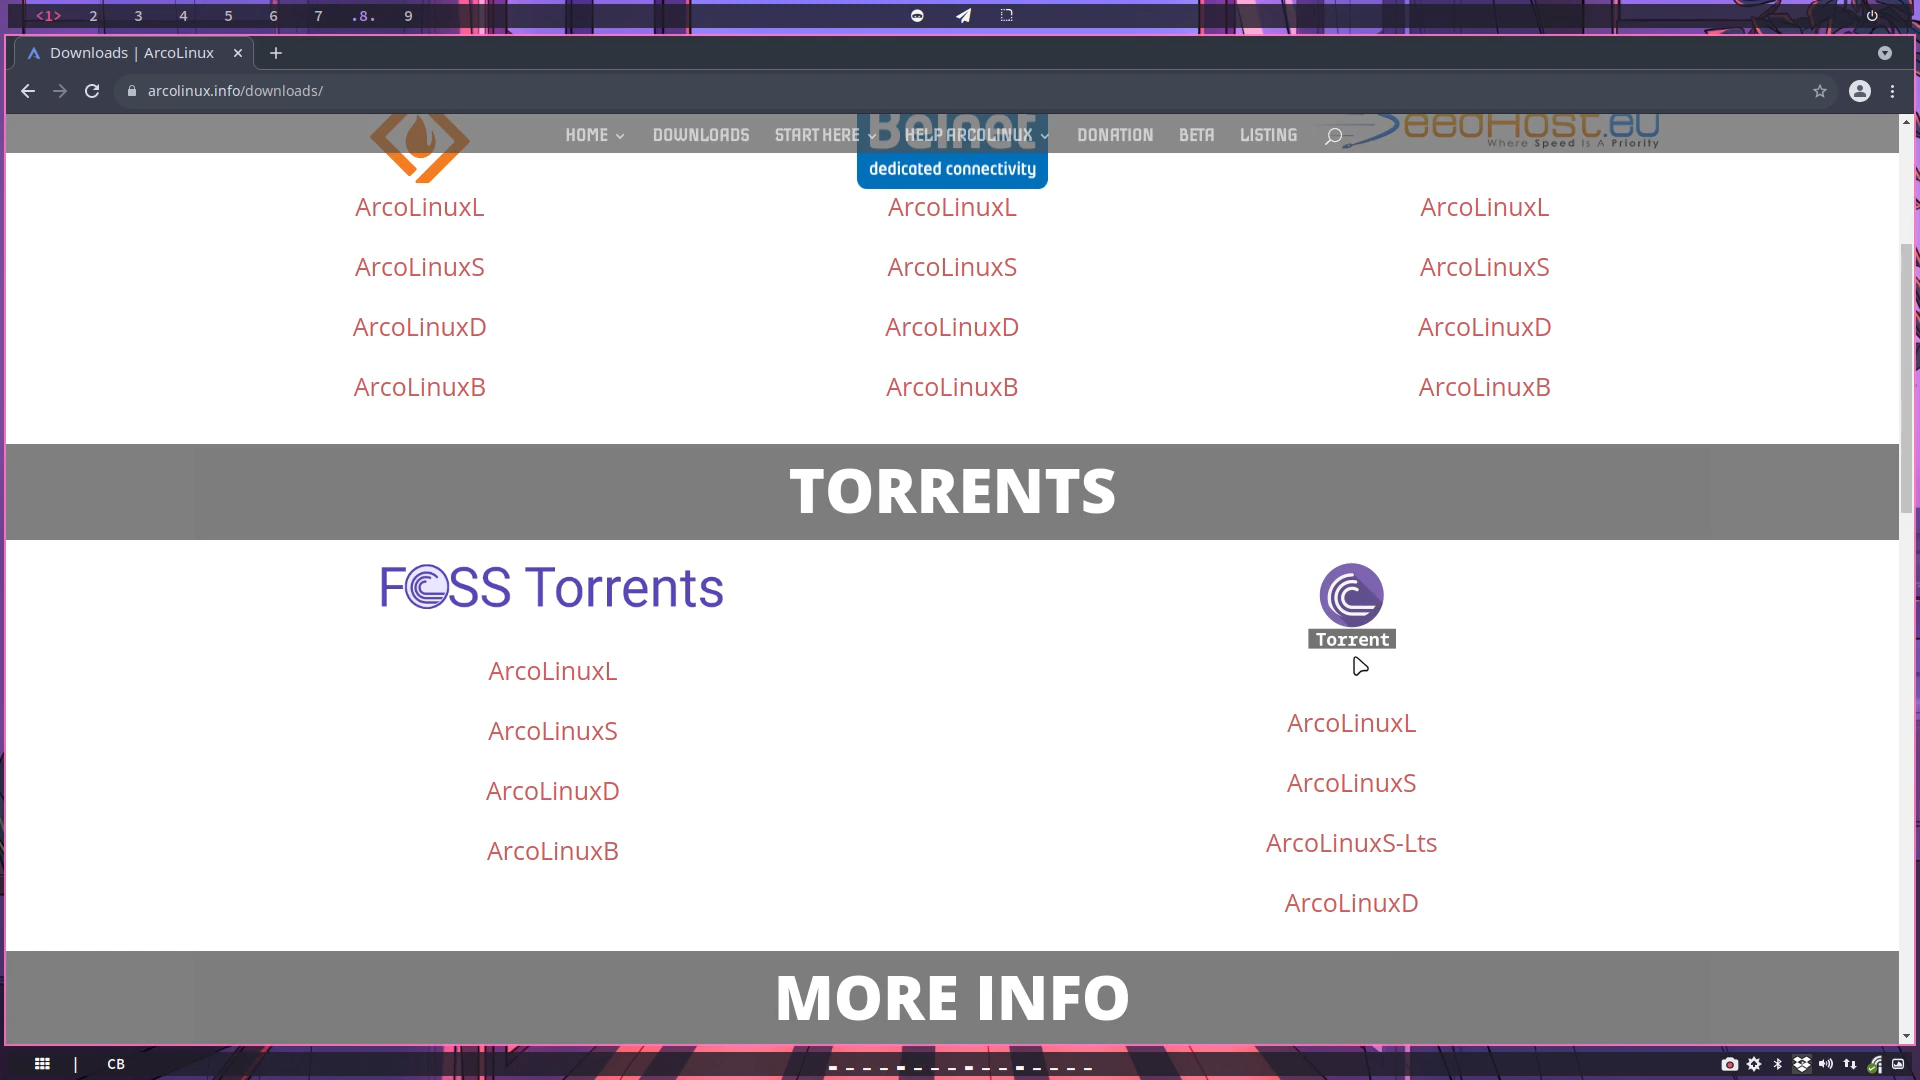 <1> 2 3 4 5 6 7 .8. 9
Downloads | ArcoLinux
arcolinux.info/downloads/
HOME DOWNLOADS START HERE HELP ARCOLINUX DONATION BETA LISTING
Belnet
dedicated connectivity
SeedHost.eu
Where Speed Is A Priority
ArcoLinuxL ArcoLinuxL ArcoLinuxL
ArcoLinuxS ArcoLinuxS ArcoLinuxS
ArcoLinuxD ArcoLinuxD ArcoLinuxD
ArcoLinuxB ArcoLinuxB ArcoLinuxB
TORRENTS
FOSS Torrents
ArcoLinuxL
ArcoLinuxS
ArcoLinuxD
ArcoLinuxB
Torrent
ArcoLinuxL
ArcoLinuxS
ArcoLinuxS-Lts
ArcoLinuxD
MORE INFO
| CB